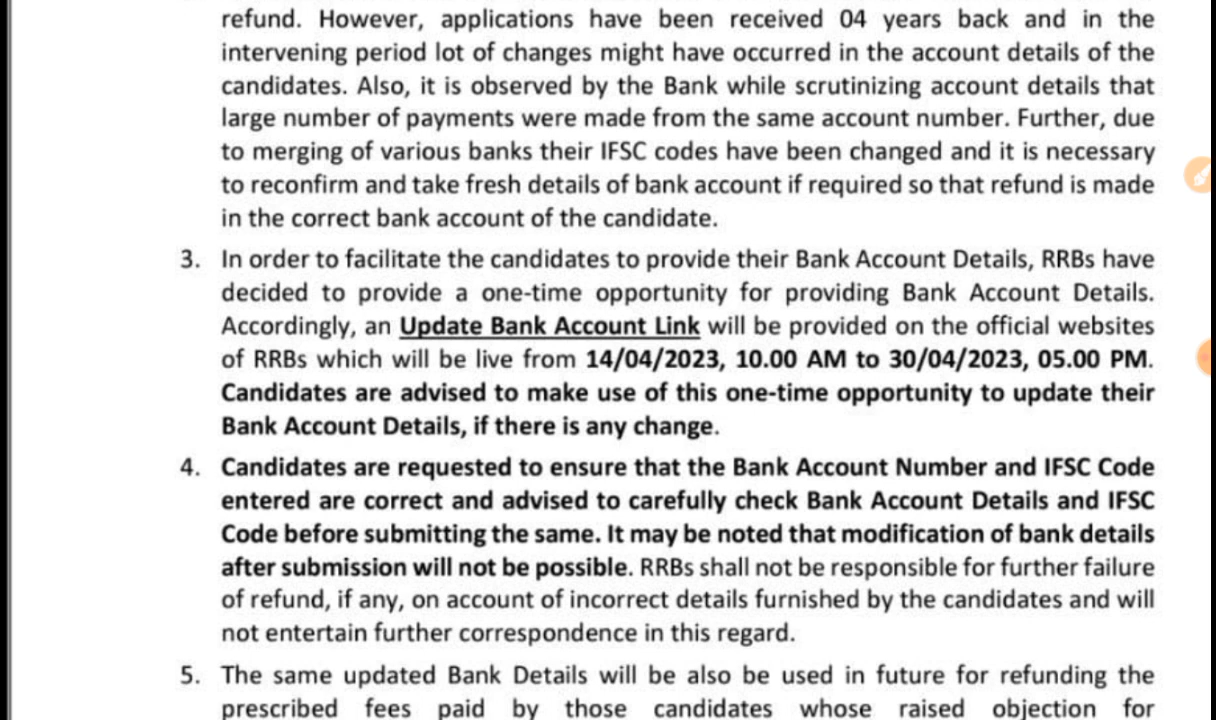 refund. However, applications have been received 04 years back and in the
intervening period lot of changes might have occurred in the account details of the
candidates. Also, it is observed by the Bank while scrutinizing account details that
large number of payments were made from the same account number. Further, due
to merging of various banks their IFSC codes have been changed and it is necessary
to reconfirm and take fresh details of bank account if required so that refund is made
in the correct bank account of the candidate.
3. In order to facilitate the candidates to provide their Bank Account Details, RRBs have
decided to provide a one-time opportunity for providing Bank Account Details.
Accordingly, an Update Bank Account Link will be provided on the official websites
of RRBs which will be live from 14/04/2023, 10.00 AM to 30/04/2023, 05.00 PM.
Candidates are advised to make use of this one-time opportunity to update their
Bank Account Details, if there is any change.
4. Candidates are requested to ensure that the Bank Account Number and IFSC Code
entered are correct and advised to carefully check Bank Account Details and IFSC
Code before submitting the same. It may be noted that modification of bank details
after submission will not be possible. RRBs shall not be responsible for further failure
of refund, if any, on account of incorrect details furnished by the candidates and will
not entertain further correspondence in this regard.
5. The same updated Bank Details will be also be used in future for refunding the
prescribed fees paid by those candidates whose raised objection for